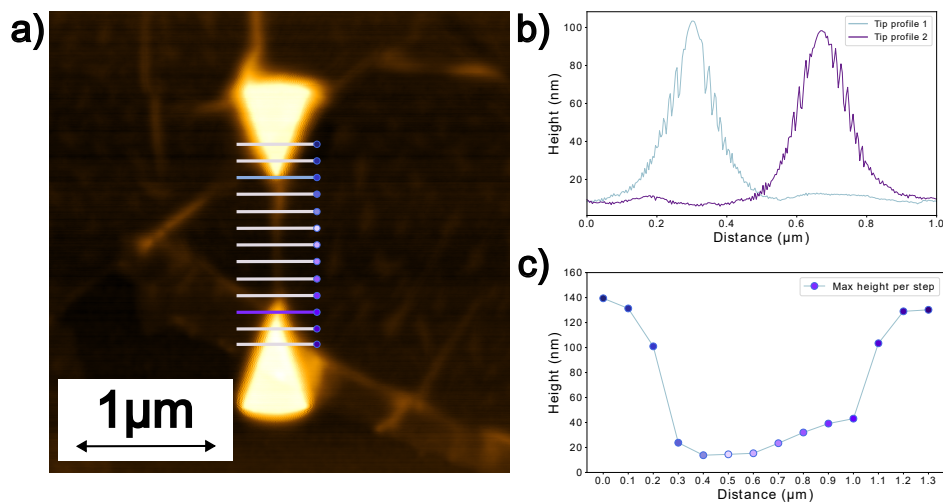 a)
1μm
b)
Tip profile 1
Tip profile 2
Height (nm)
100
80
60
40
20
0.0 0.2 0.4 0.6 0.8 1.0
Distance (μm)
c)
Max height per step
Height (nm)
160
140
120
100
80
60
40
20
0
0.0 0.1 0.2 0.3 0.4 0.5 0.6 0.7 0.8 0.9 1.0 1.1 1.2 1.3
Distance (μm)